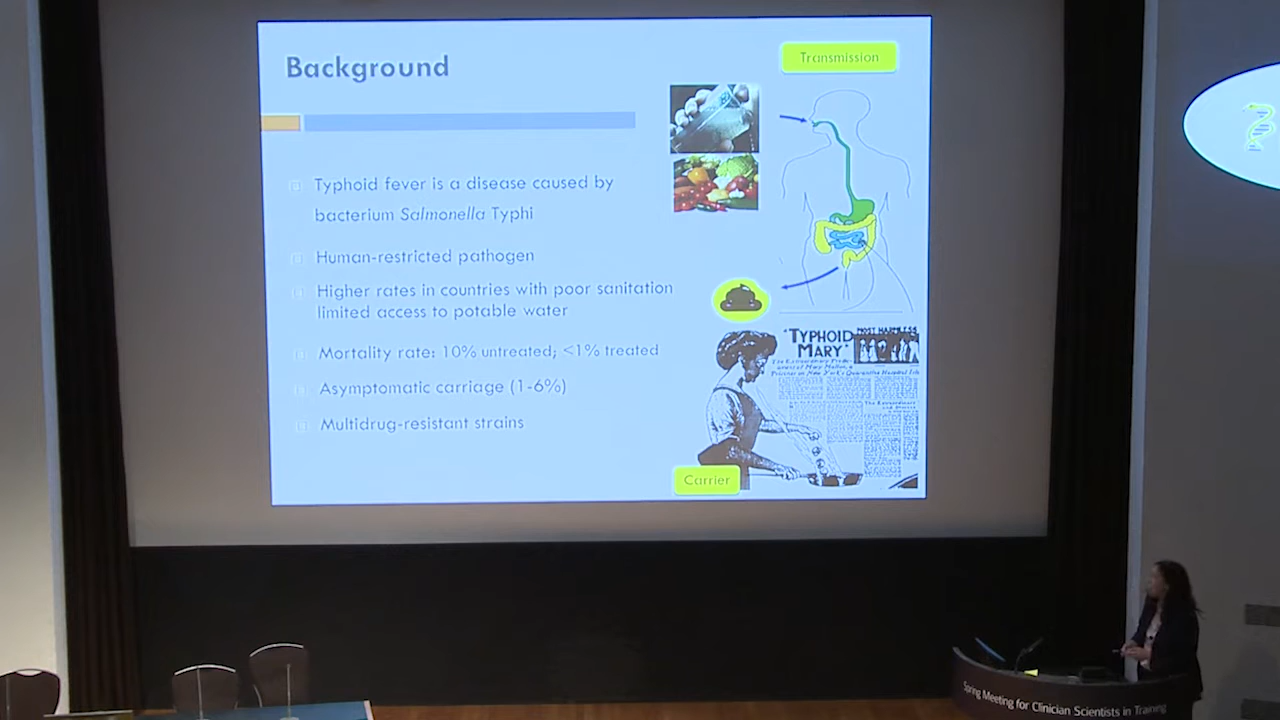 Background
Transmission
Typhoid fever is a disease caused by
bacterium Salmonella Typhi
Human-restricted pathogen
Higher rates in countries with poor sanitation
limited access to potable water
Mortality rate: 10% untreated; <1% treated
Asymptomatic carriage (1-6%)
Multidrug-resistant strains
"TYPHOID
MARY"
MOST HARMLESS
Carrier
Spring Meeting for Clinician Scientists in Training